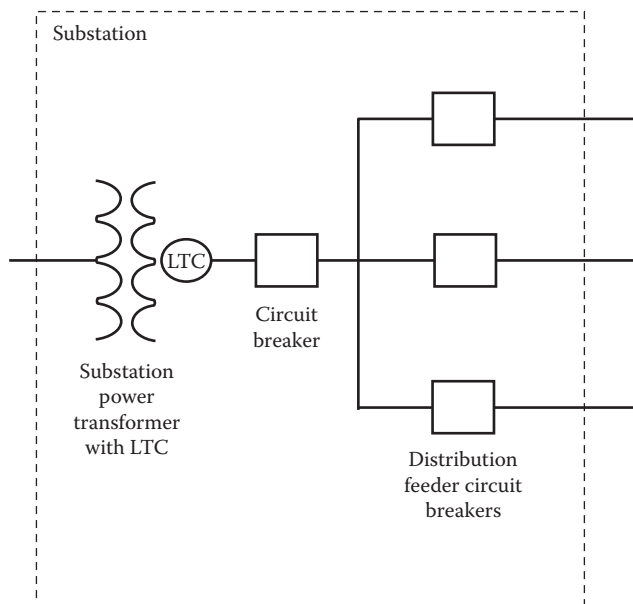 Substation
LTC
Circuit
breaker
Substation
power
transformer
with LTC
Distribution
feeder circuit
breakers